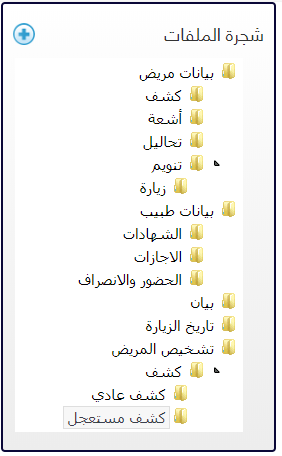 شجرة الملفات
بيانات مريض
كشف
أشعة
تحاليل
تنويم
زيارة
بيانات طبيب
الشهادات
الاجازات
الحضور والانصراف
بيان
تاريخ الزيارة
تشخيص المريض
كشف
كشف عادي
كشف مستعجل